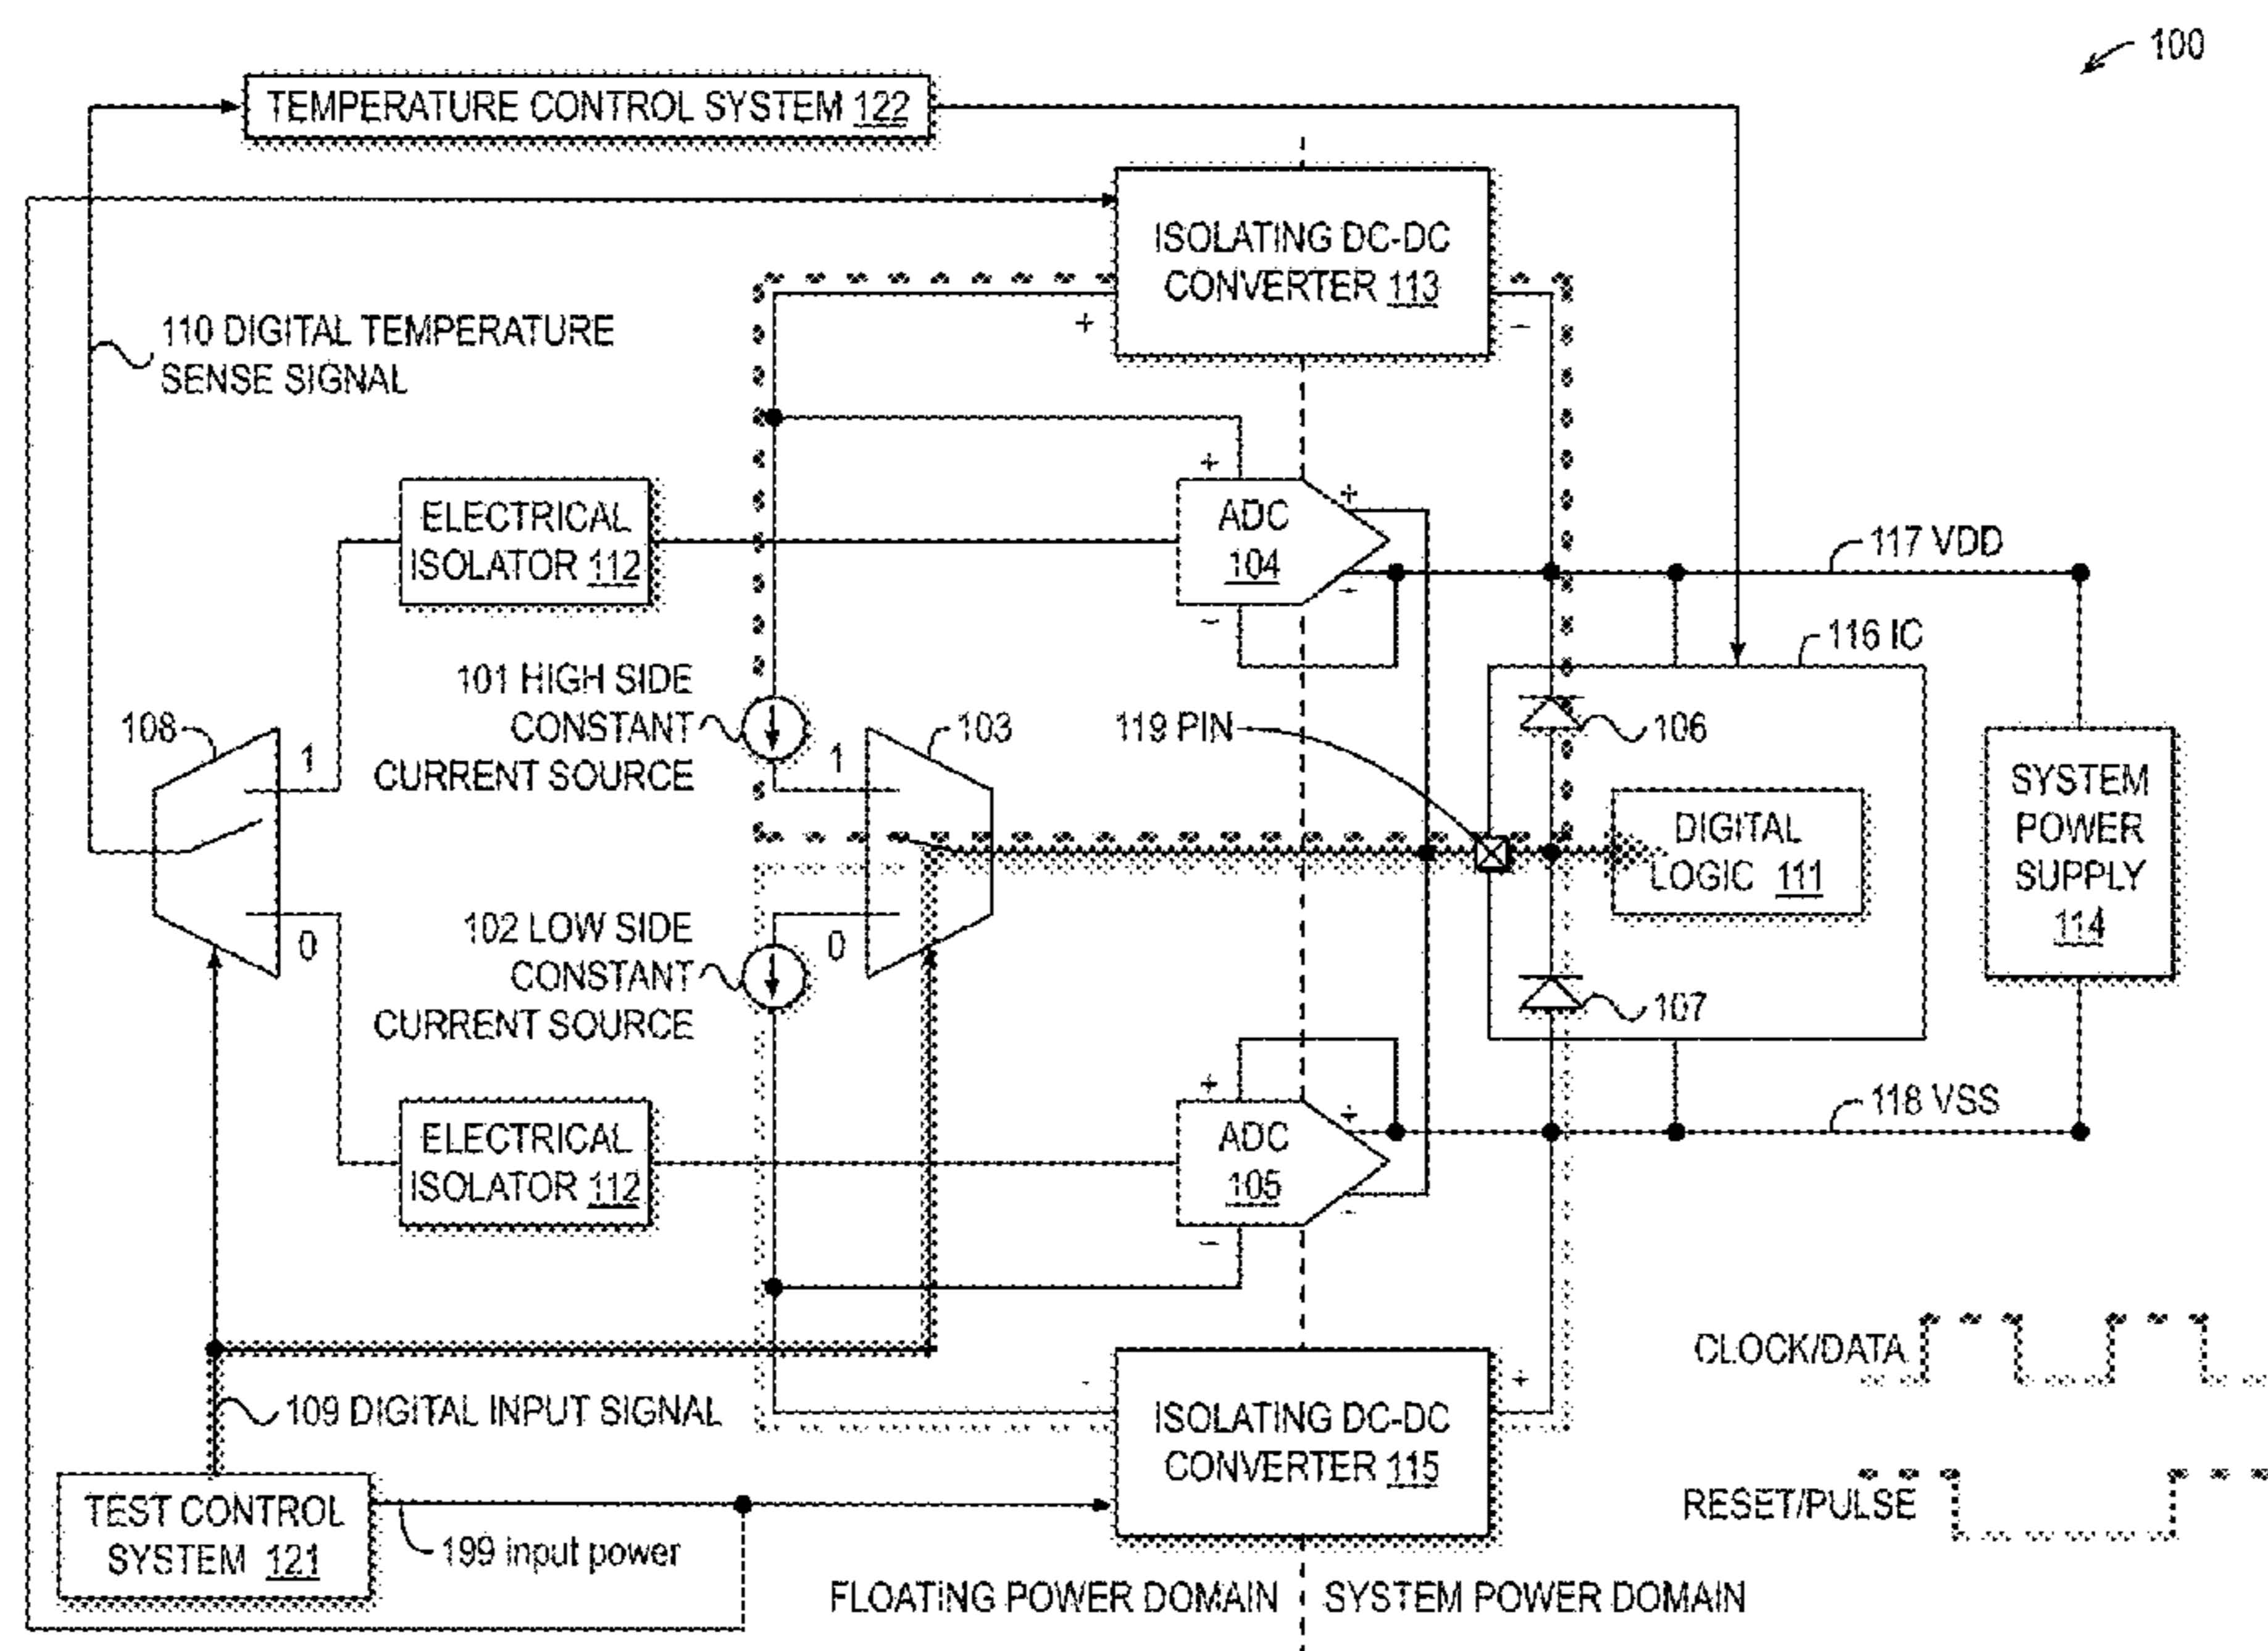 100
TEMPERATURE CONTROL SYSTEM 122
ISOLATING DC-DC
CONVERTER 113
+
−
110 DIGITAL TEMPERATURE
SENSE SIGNAL
+
+
ELECTRICAL
ISOLATOR 112
ADC
104
−
−
117 VDD
116 IC
101 HIGH SIDE
CONSTANT
CURRENT SOURCE
108
1
1
103
119 PIN
106
SYSTEM
POWER
SUPPLY
114
DIGITAL
LOGIC 111
102 LOW SIDE
CONSTANT
CURRENT SOURCE
0
0
107
+
+
118 VSS
ELECTRICAL
ISOLATOR 112
ADC
105
−
−
CLOCK/DATA
-
+
109 DIGITAL INPUT SIGNAL
ISOLATING DC-DC
CONVERTER 115
TEST CONTROL
SYSTEM 121
199 input power
RESET/PULSE
FLOATING POWER DOMAIN
SYSTEM POWER DOMAIN